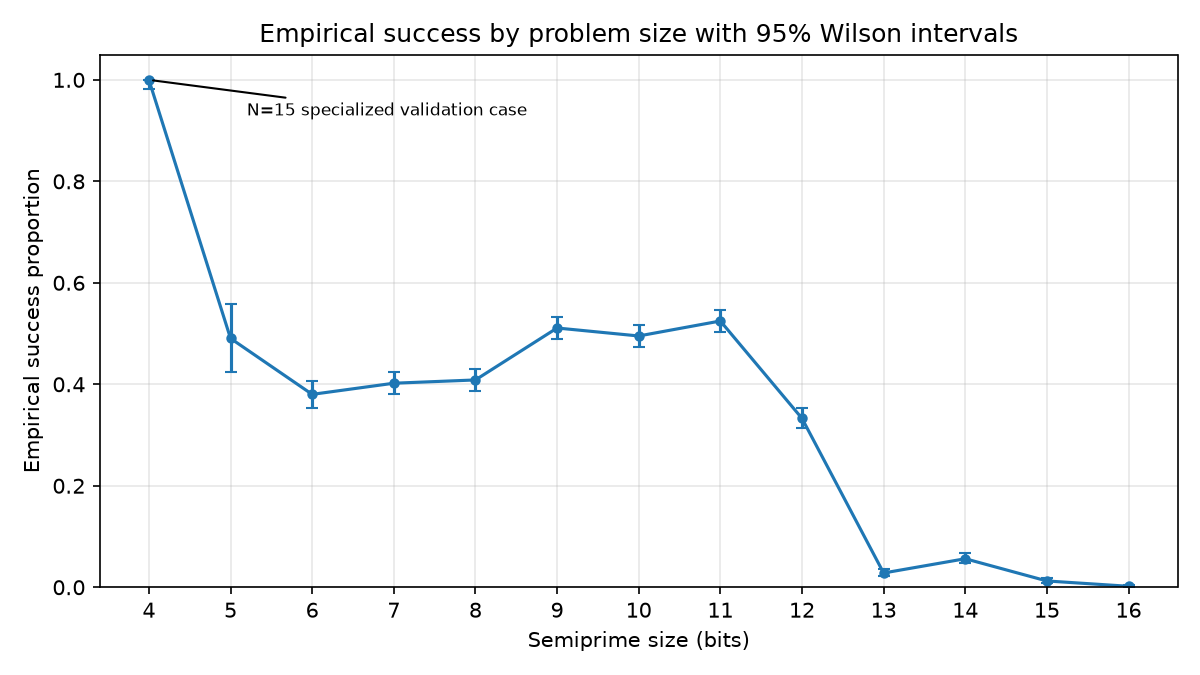 Empirical success by problem size with 95% Wilson intervals
N=15 specialized validation case
Empirical success proportion
1.0
0.8
0.6
0.4
0.2
0.0
4 5 6 7 8 9 10 11 12 13 14 15 16
Semiprime size (bits)